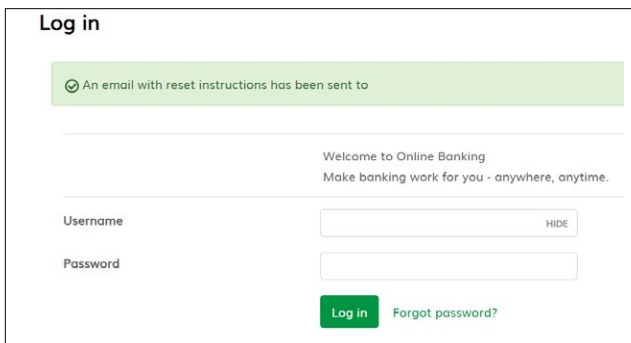 Log in
An email with reset instructions has been sent to
Welcome to Online Banking
Make banking work for you - anywhere, anytime.
Username
HIDE
Password
Log in Forgot password?